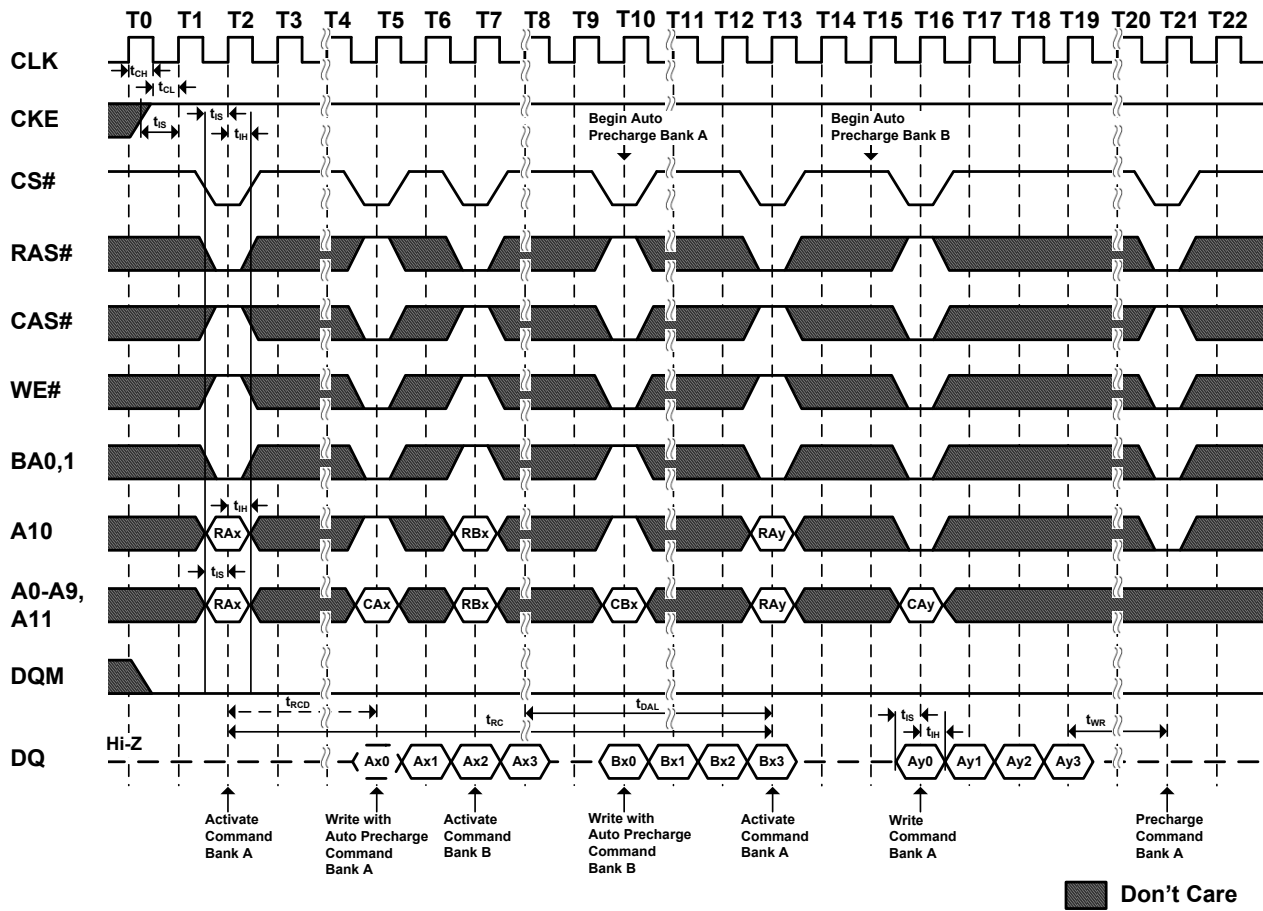 T0 T1 T2 T3 T4 T5 T6 T7 T8 T9 T10 T11 T12 T13 T14 T15 T16 T17 T18 T19 T20 T21 T22
CLK
tCH
tCL
CKE
tIS
tIS
tIH
Begin Auto
Precharge Bank A
Begin Auto
Precharge Bank B
CS#
RAS#
CAS#
WE#
BA0,1
tIH
A10
RAx RBx RAy
tIS
A0-A9,
A11
RAx CAx RBx CBx RAy CAy
DQM
tRCD
tRC
tDAL
tIS
tIH
tWR
Hi-Z
DQ
Ax0 Ax1 Ax2 Ax3 Bx0 Bx1 Bx2 Bx3 Ay0 Ay1 Ay2 Ay3
Activate
Command
Bank A
Write with
Auto Precharge
Command
Bank A
Activate
Command
Bank B
Write with
Auto Precharge
Command
Bank B
Activate
Command
Bank A
Write
Command
Bank A
Precharge
Command
Bank A
Don't Care